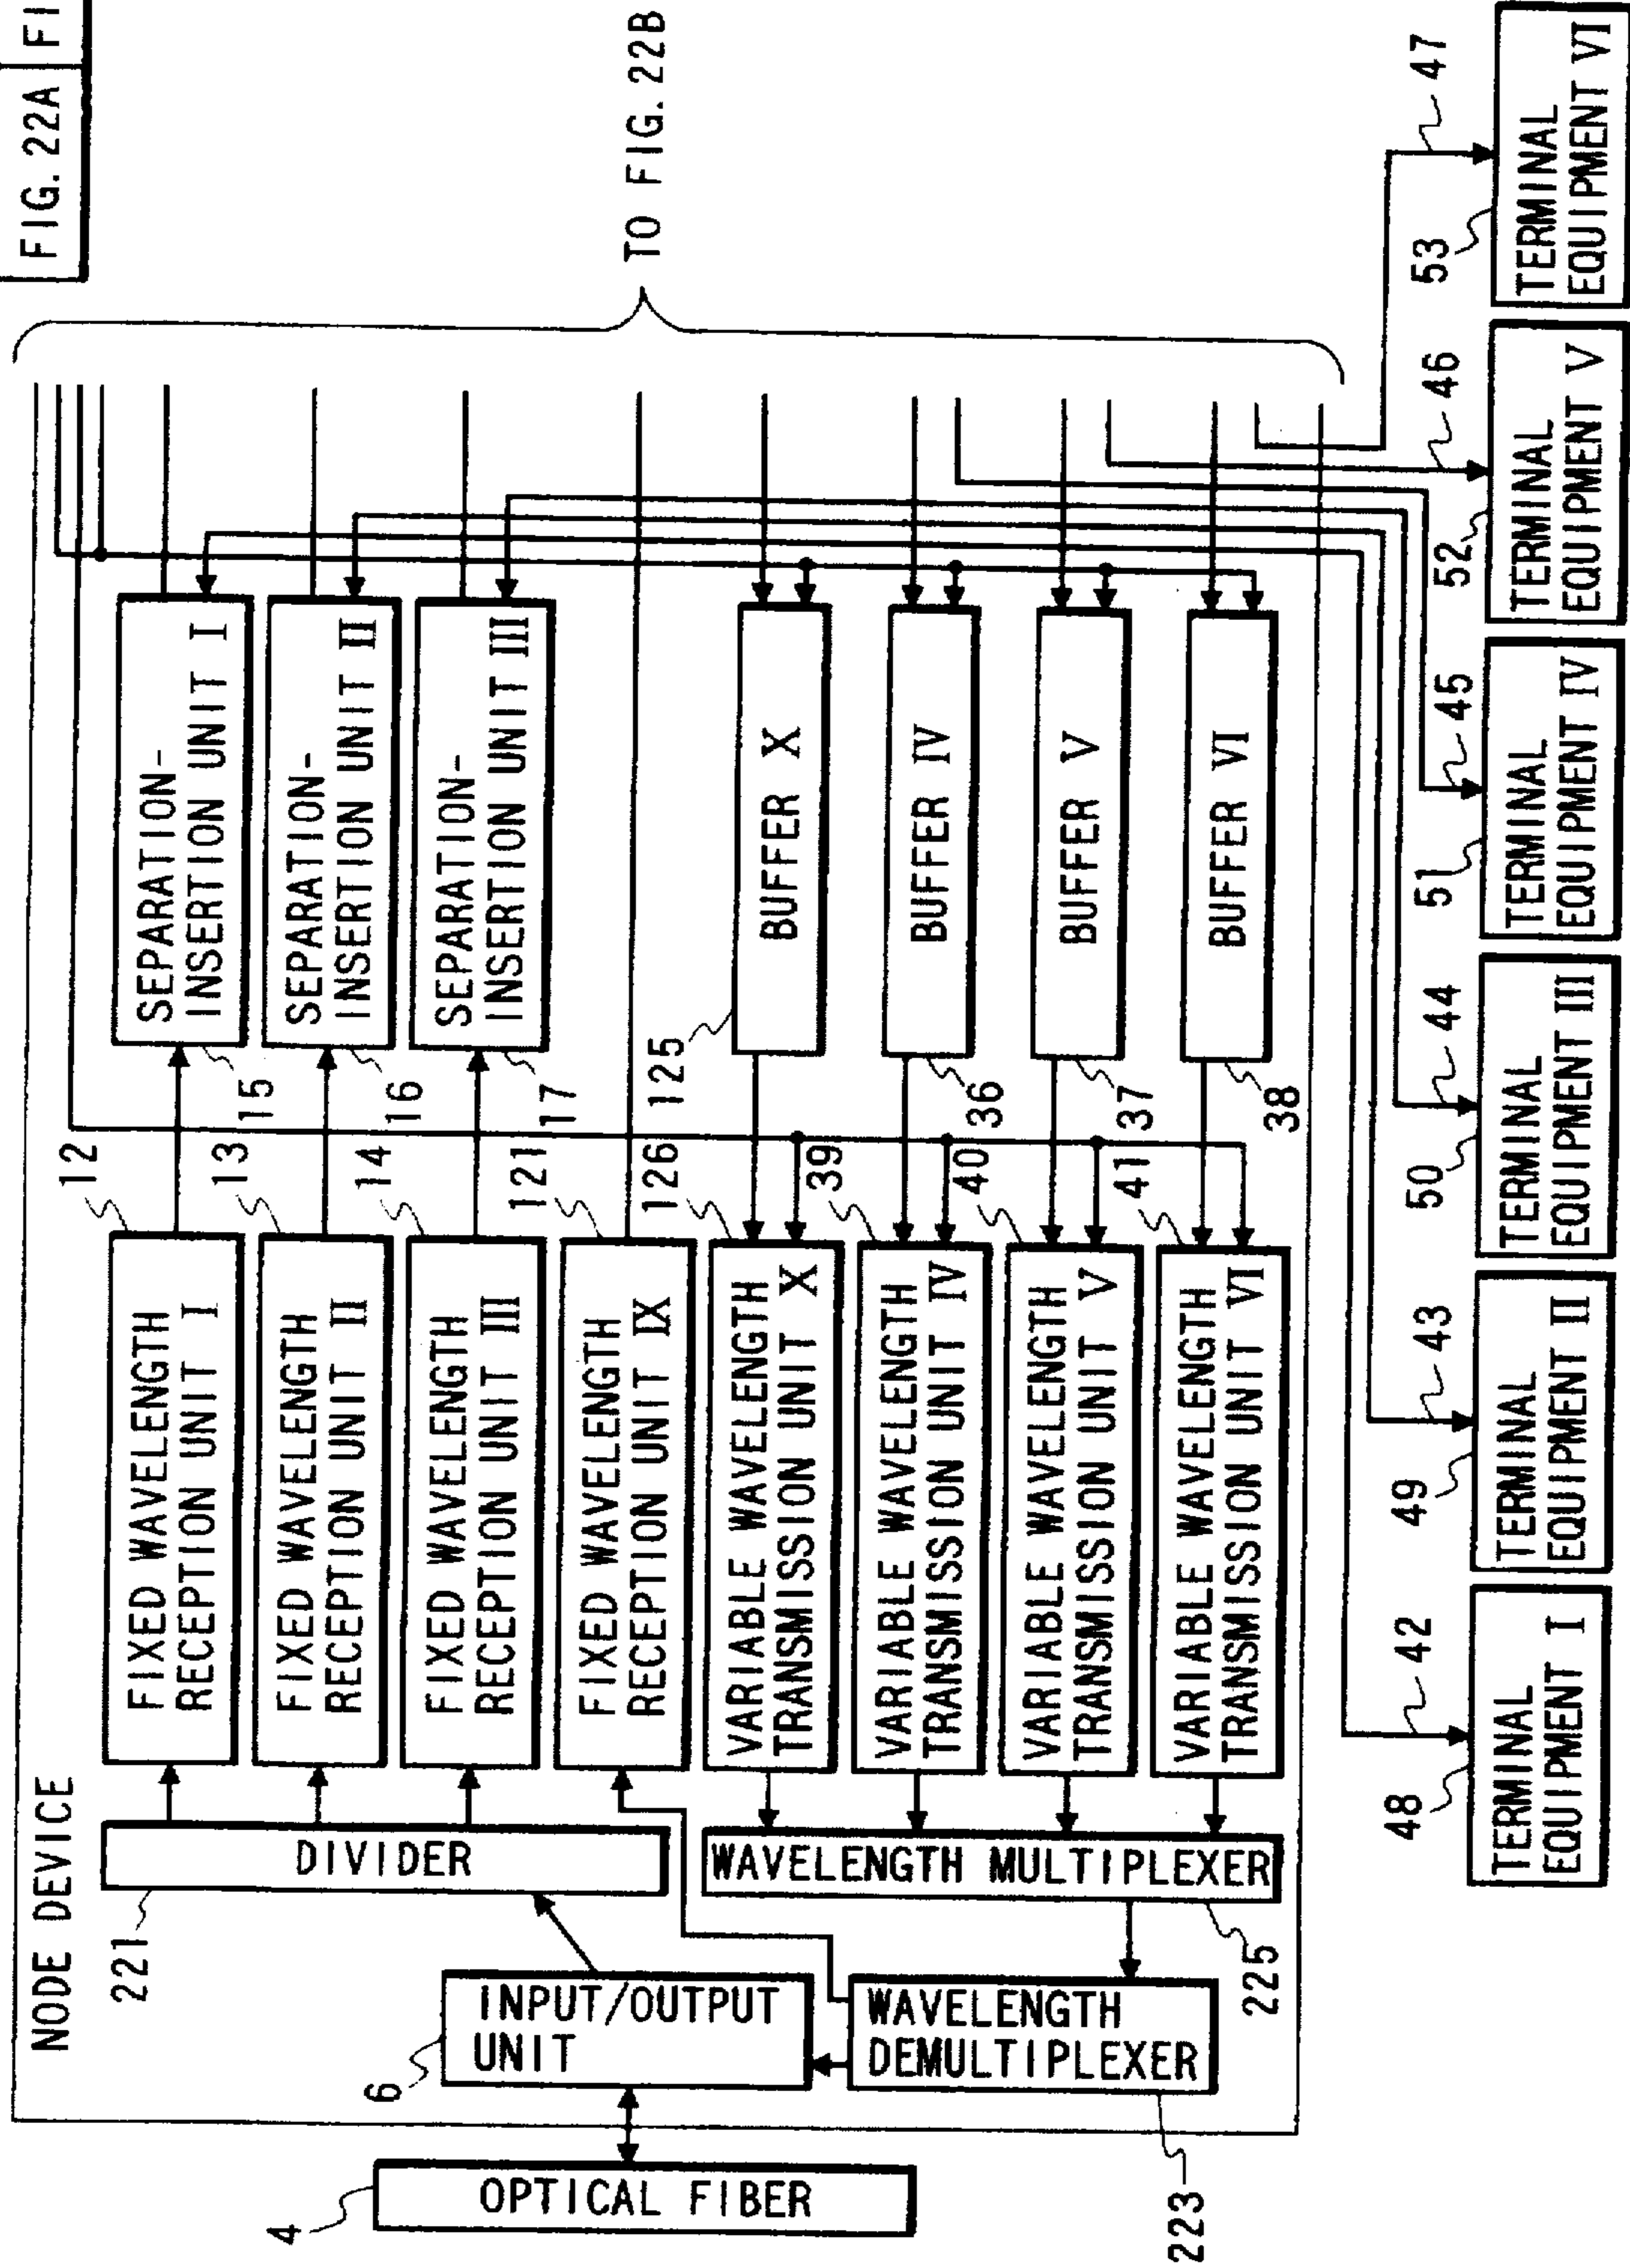 FIG. 22A
FI
NODE DEVICE
4
OPTICAL FIBER
6
INPUT/OUTPUT
UNIT
221
DIVIDER
223
WAVELENGTH
DEMULTIPLEXER
225
WAVELENGTH MULTIPLEXER
12
FIXED WAVELENGTH
RECEPTION UNIT I
13
FIXED WAVELENGTH
RECEPTION UNIT II
14
FIXED WAVELENGTH
RECEPTION UNIT III
121
FIXED WAVELENGTH
RECEPTION UNIT IX
126
VARIABLE WAVELENGTH
TRANSMISSION UNIT X
39
VARIABLE WAVELENGTH
TRANSMISSION UNIT IV
40
VARIABLE WAVELENGTH
TRANSMISSION UNIT V
41
VARIABLE WAVELENGTH
TRANSMISSION UNIT VI
15
SEPARATION-
INSERTION UNIT I
16
SEPARATION-
INSERTION UNIT II
17
SEPARATION-
INSERTION UNIT III
125
BUFFER X
36
BUFFER IV
37
BUFFER V
38
BUFFER VI
TO FIG. 22B
42
48
TERMINAL
EQUIPMENT I
43
49
TERMINAL
EQUIPMENT II
44
50
TERMINAL
EQUIPMENT III
45
51
TERMINAL
EQUIPMENT IV
46
52
TERMINAL
EQUIPMENT V
47
53
TERMINAL
EQUIPMENT VI